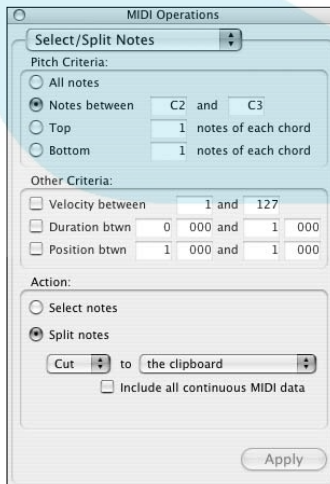 MIDI Operations
Select/Split Notes
Pitch Criteria:
All notes
Notes between C2 and C3
Top 1 notes of each chord
Bottom 1 notes of each chord
Other Criteria:
Velocity between 1 and 127
Duration btwn 0 000 and 1 000
Position btwn 1 000 and 1 000
Action:
Select notes
Split notes
Cut to the clipboard
Include all continuous MIDI data
Apply